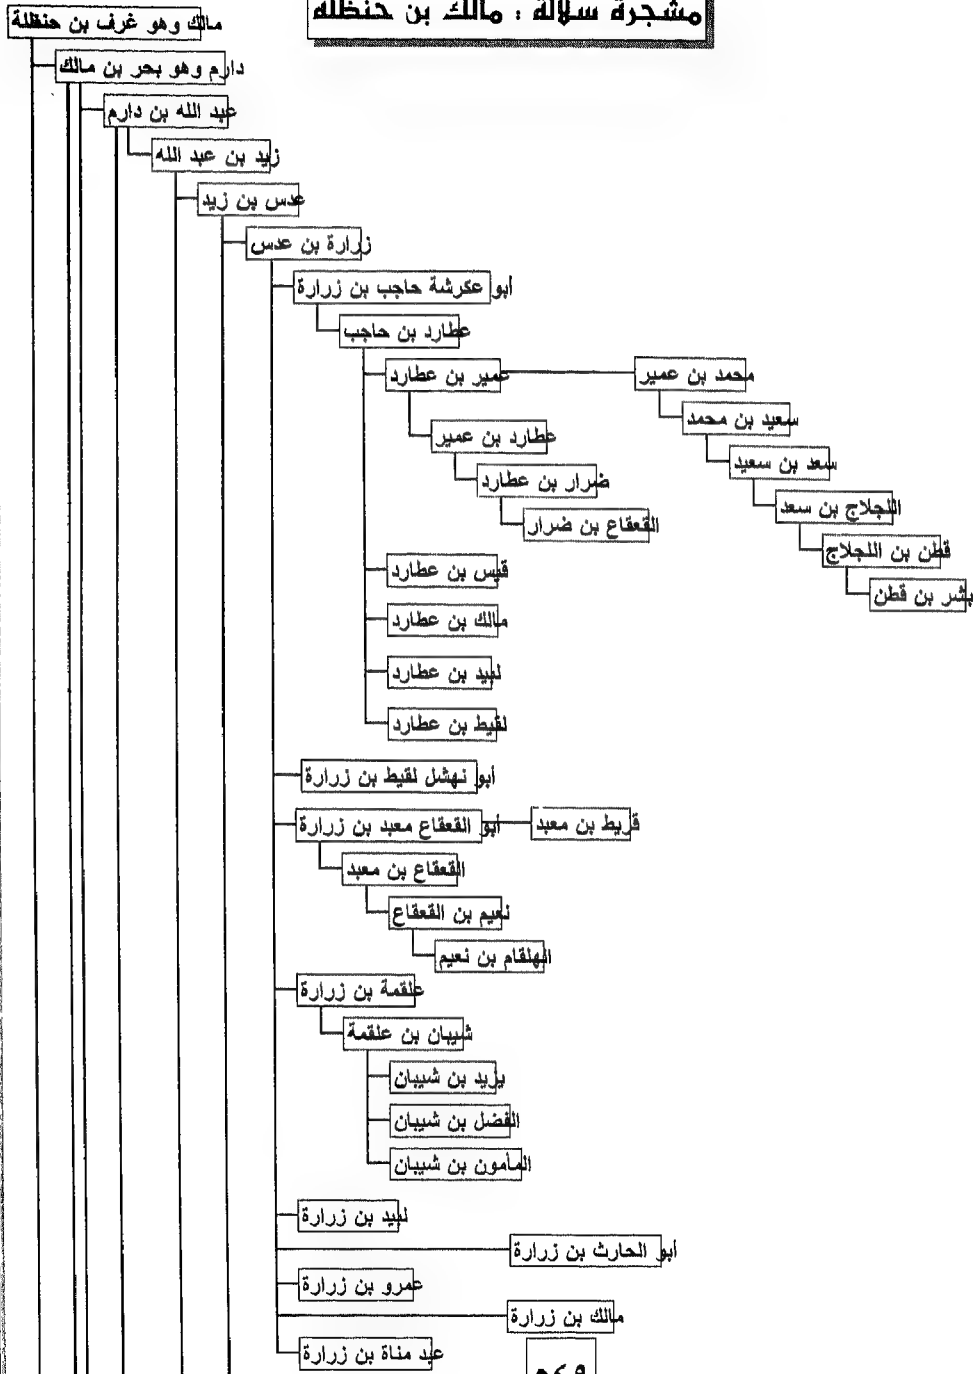 مشجرة سلالة : مالك بن حنظلة
مالك وهو غرف بن حنظلة
دارم وهو بحر بن مالك
عبد الله بن دارم
زيد بن عبد الله
عدس بن زيد
زرارة بن عدس
أبو عكرشة حاجب بن زرارة
عطارد بن حاجب
عمير بن عطارد
محمد بن عمير
سعيد بن محمد
عطارد بن عمير
سعد بن سعيد
ضرار بن عطارد
اللجلاج بن سعد
القعقاع بن ضرار
قطن بن اللجلاج
قيس بن عطارد
بشر بن قطن
مالك بن عطارد
لبيد بن عطارد
لقيط بن عطارد
أبو نهشل لقيط بن زرارة
أبو القعقاع معبد بن زرارة
قريط بن معبد
القعقاع بن معبد
نعيم بن القعقاع
الهلقام بن نعيم
علقمة بن زرارة
شيبان بن علقمة
يزيد بن شيبان
الفضل بن شيبان
المأمون بن شيبان
لبيد بن زرارة
أبو الحارث بن زرارة
عمرو بن زرارة
مالك بن زرارة
عبد مناة بن زرارة